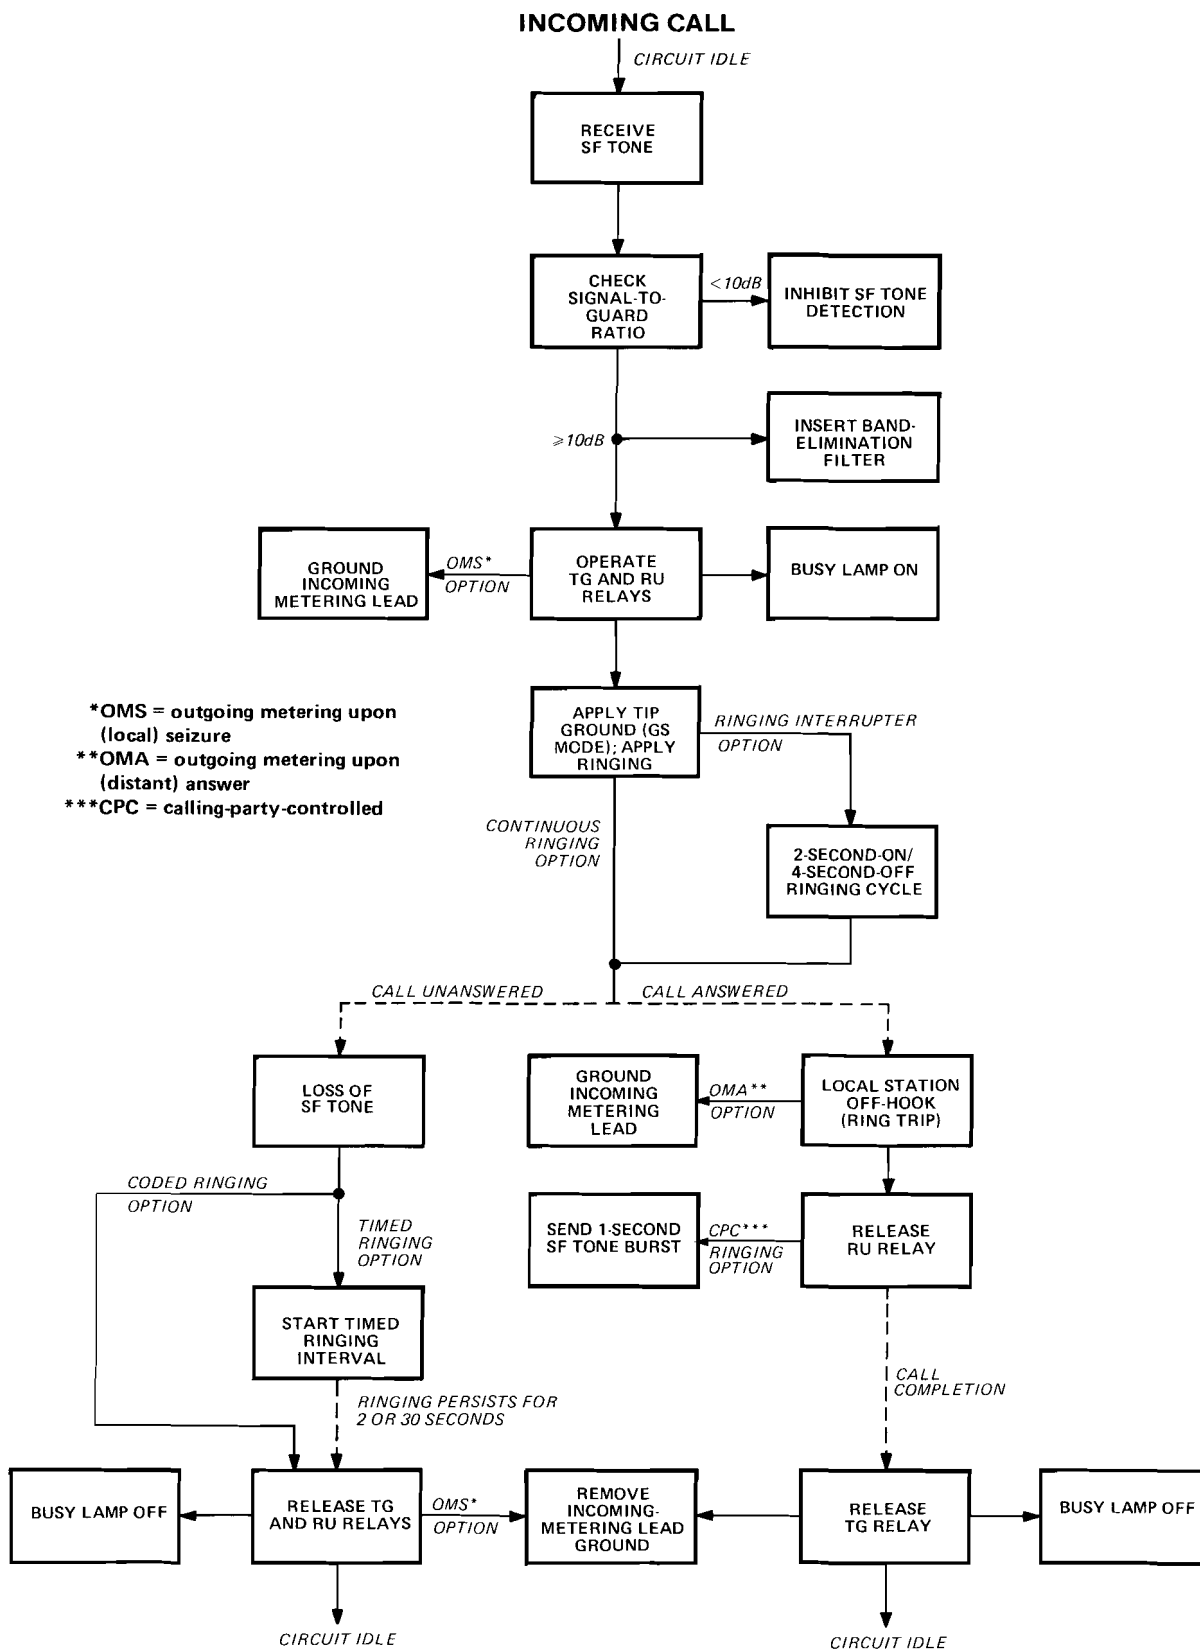 INCOMING CALL
CIRCUIT IDLE
RECEIVE
SF TONE
CHECK
SIGNAL-TO-
GUARD
RATIO
<10dB
INHIBIT SF TONE
DETECTION
≥10dB
INSERT BAND-
ELIMINATION
FILTER
GROUND
INCOMING
METERING LEAD
OMS*
OPTION
OPERATE
TG AND RU
RELAYS
BUSY LAMP ON
*OMS = outgoing metering upon
(local) seizure
**OMA = outgoing metering upon
(distant) answer
***CPC = calling-party-controlled
APPLY TIP
GROUND (GS
MODE); APPLY
RINGING
RINGING INTERRUPTER
OPTION
CONTINUOUS
RINGING
OPTION
2-SECOND-ON/
4-SECOND-OFF
RINGING CYCLE
CALL UNANSWERED
CALL ANSWERED
LOSS OF
SF TONE
GROUND
INCOMING
METERING
LEAD
OMA**
OPTION
LOCAL STATION
OFF-HOOK
(RING TRIP)
CODED RINGING
OPTION
TIMED
RINGING
OPTION
SEND 1-SECOND
SF TONE BURST
CPC***
RINGING
OPTION
RELEASE
RU RELAY
START TIMED
RINGING
INTERVAL
RINGING PERSISTS FOR
2 OR 30 SECONDS
CALL
COMPLETION
BUSY LAMP OFF
RELEASE TG
AND RU RELAYS
OMS*
OPTION
REMOVE
INCOMING-
METERING LEAD
GROUND
RELEASE
TG RELAY
BUSY LAMP OFF
CIRCUIT IDLE
CIRCUIT IDLE